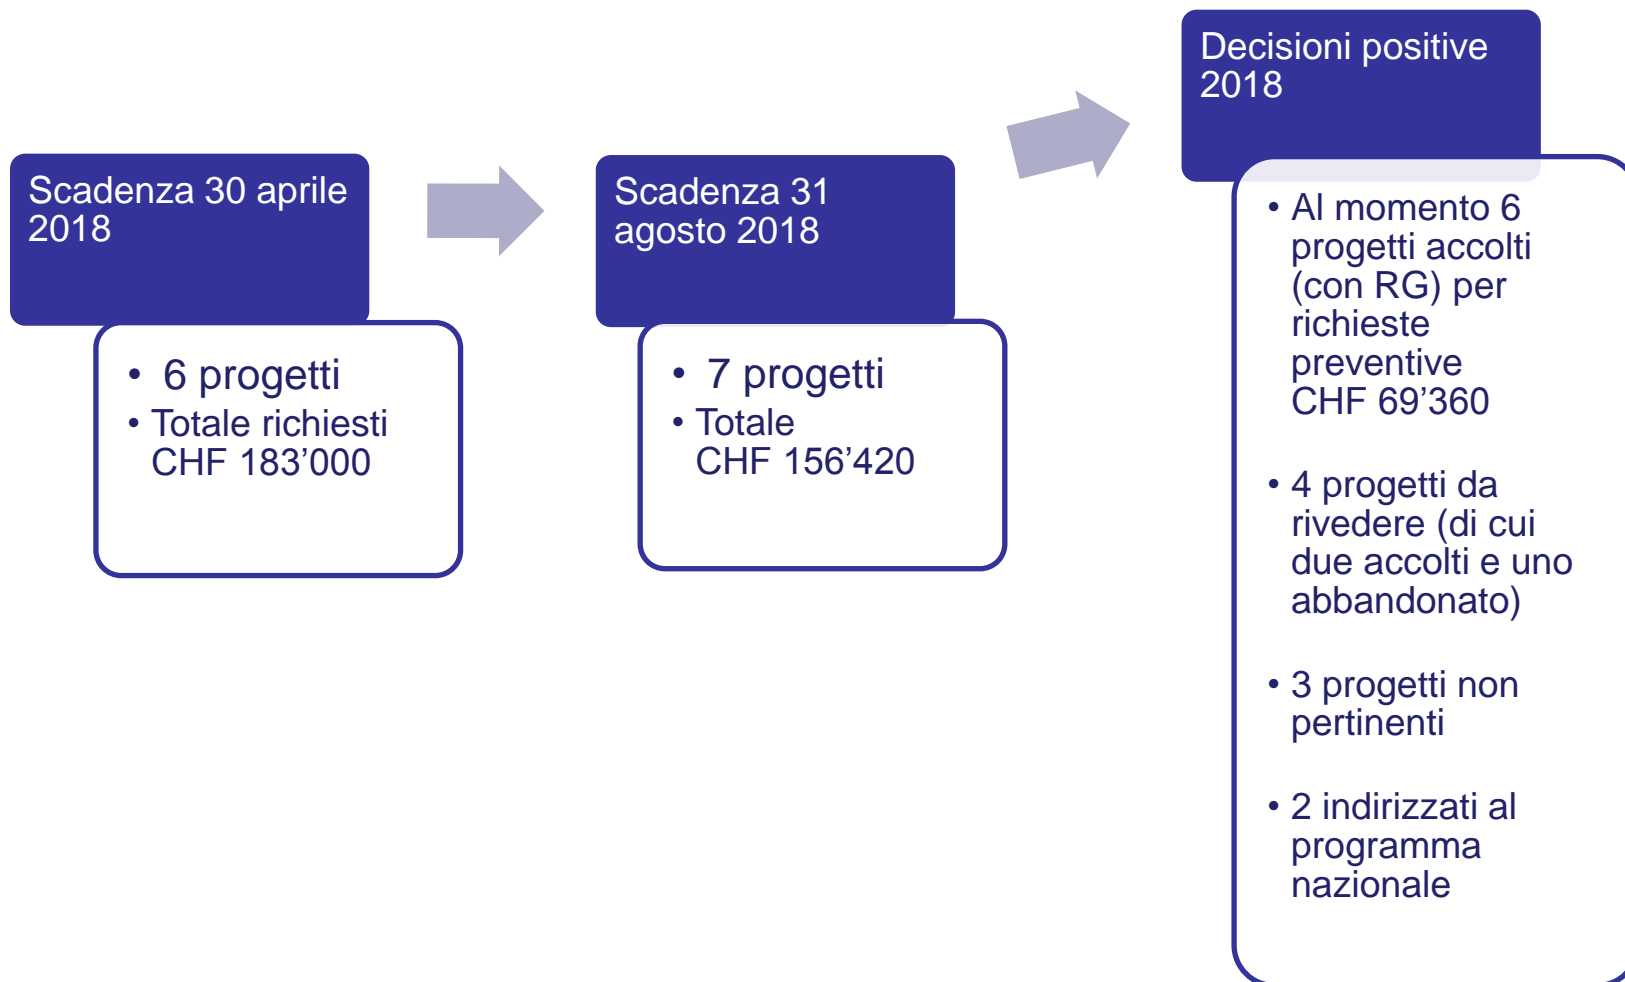 Scadenza 30 aprile
2018
• 6 progetti
• Totale richiesti
CHF 183’000
Scadenza 31
agosto 2018
• 7 progetti
• Totale
CHF 156’420
Decisioni positive
2018
• Al momento 6
progetti accolti
(con RG) per
richieste
preventive
CHF 69’360
• 4 progetti da
rivedere (di cui
due accolti e uno
abbandonato)
• 3 progetti non
pertinenti
• 2 indirizzati al
programma
nazionale